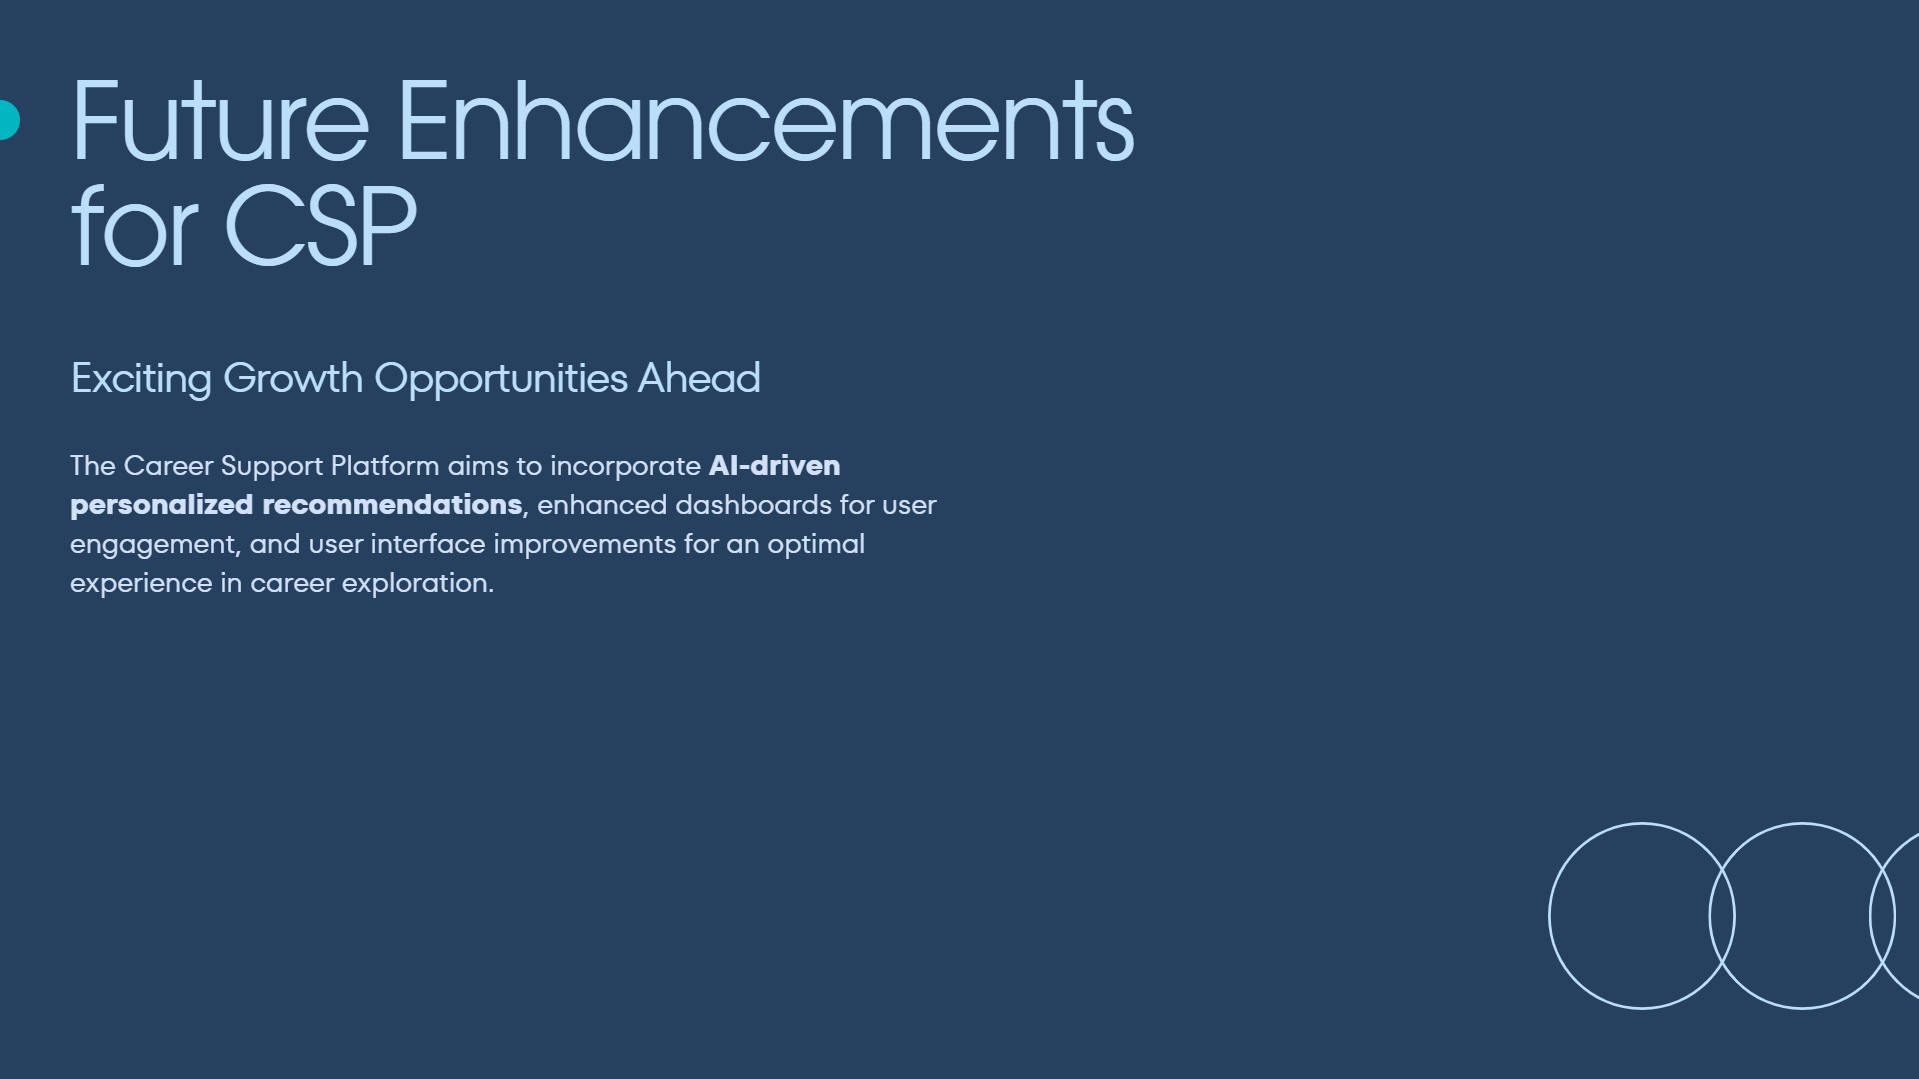 Future Enhancements
for CSP
Exciting Growth Opportunities Ahead
The Career Support Platform aims to incorporate AI-driven
personalized recommendations, enhanced dashboards for user
engagement, and user interface improvements for an optimal
experience in career exploration.